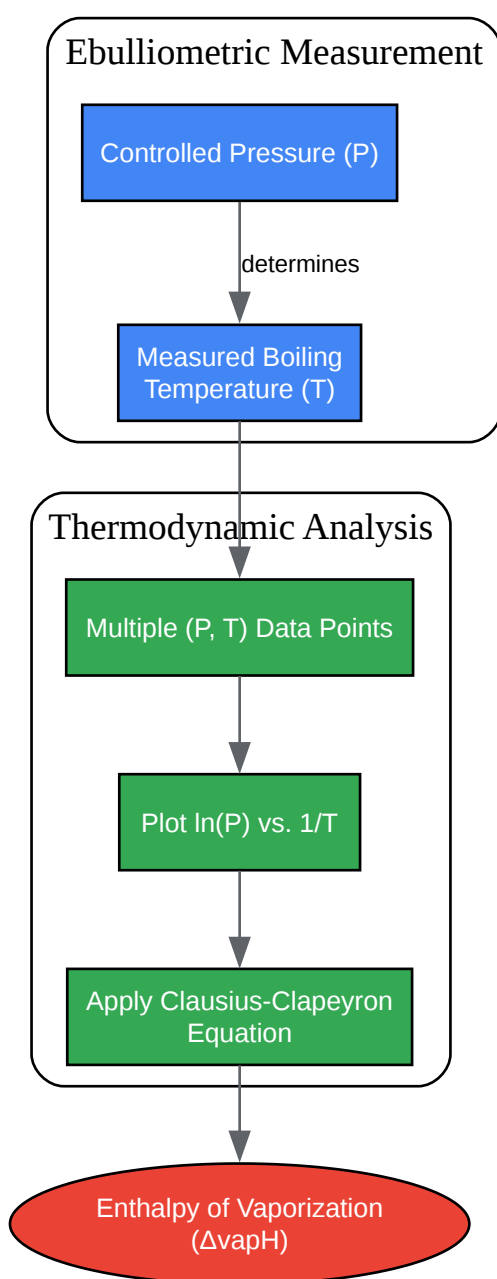 Ebulliometric Measurement
Controlled Pressure (P)
determines
Measured Boiling
Temperature (T)
Thermodynamic Analysis
Multiple (P, T) Data Points
Plot ln(P) vs. 1/T
Apply Clausius-Clapeyron
Equation
Enthalpy of Vaporization
(ΔvapH)